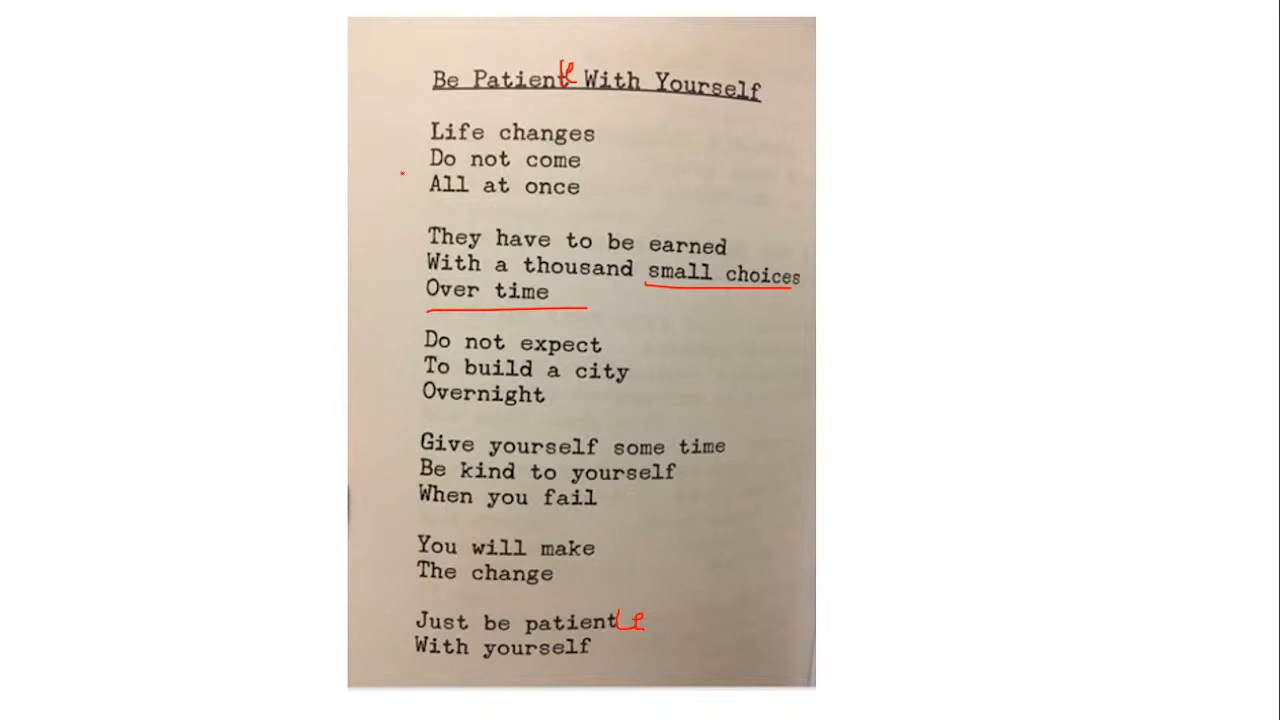 Be Patient With Yourself
Life changes
Do not come
All at once
They have to be earned
With a thousand small choices
Over time
Do not expect
To build a city
Overnight
Give yourself some time
Be kind to yourself
When you fail
You will make
The change
Just be patient
With yourself